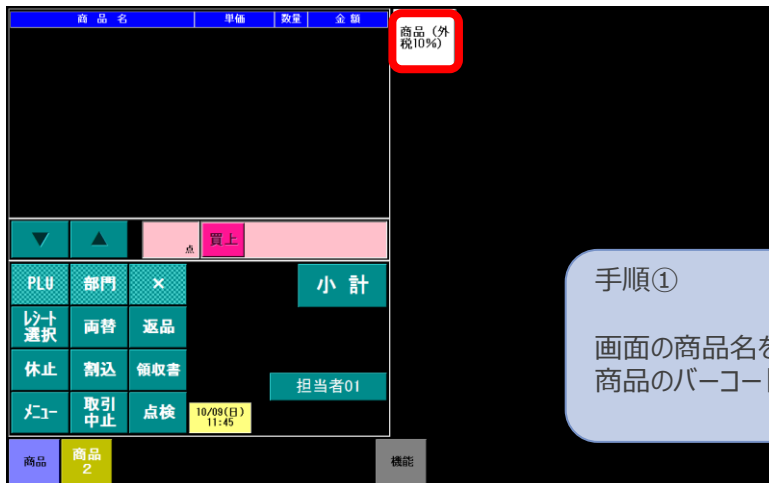 商品名 単価 数量 金額
商品（外
税10%）
▼ ▲ 点 買上
PLU 部門 × 小計
ﾚｼｰﾄ
選択 両替 返品
休止 割込 領収書
担当者01
ﾒﾆｭｰ 取引
中止 点検 10/09(日)
11:45
商品 商品
2 機能
手順①
画面の商品名を
商品のバーコード